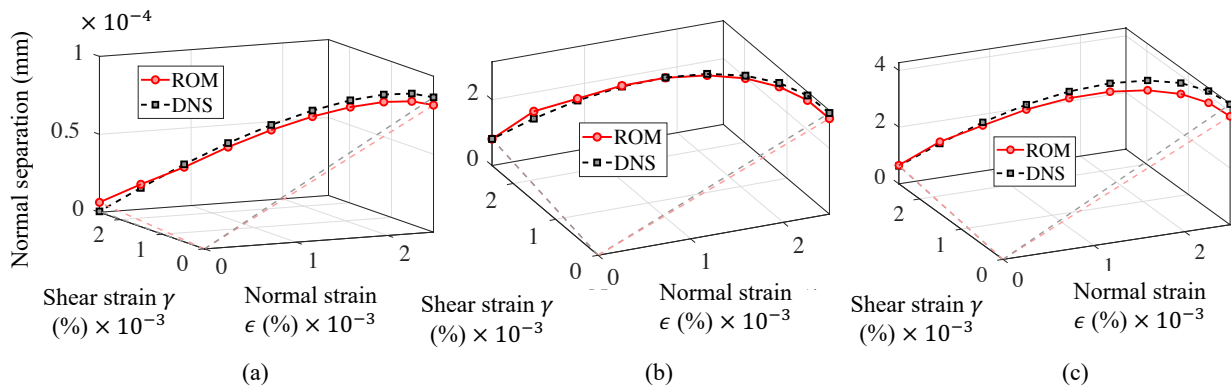 × 10⁻⁴
Normal separation (mm)
1
0.5
0
2
1
0
0
1
2
ROM
DNS
Shear strain γ
(%) × 10⁻³
Normal strain
ϵ (%) × 10⁻³
(a)
2
0
2
1
0
0
1
2
ROM
DNS
Shear strain γ
(%) × 10⁻³
Normal strain
ϵ (%) × 10⁻³
(b)
4
2
0
2
1
0
0
1
2
ROM
DNS
Shear strain γ
(%) × 10⁻³
Normal strain
ϵ (%) × 10⁻³
(c)